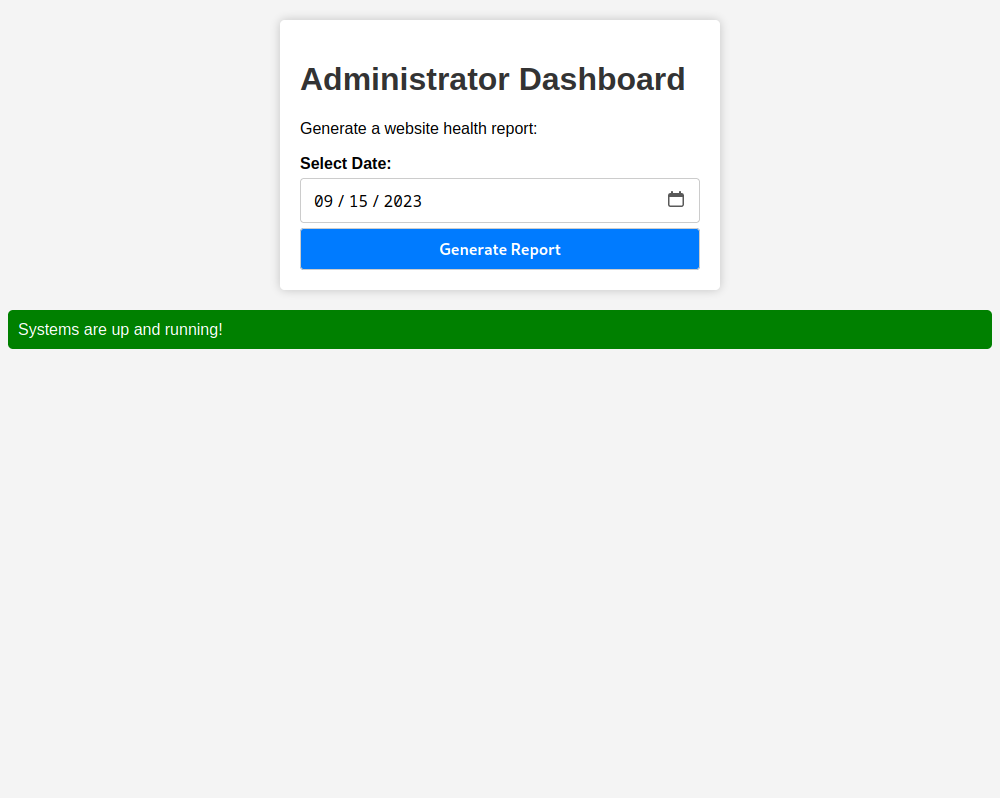 Administrator Dashboard
Generate a website health report:
Select Date:
09 / 15 / 2023
Generate Report
Systems are up and running!